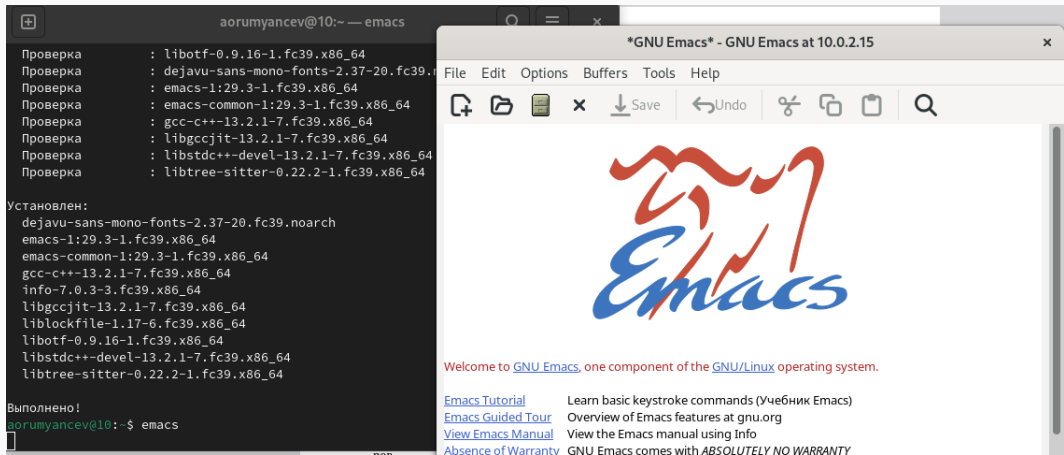 aorumyancev@10:~ — emacs
Проверка : libotf-0.9.16-1.fc39.x86_64
Проверка : dejavu-sans-mono-fonts-2.37-20.fc39.
Проверка : emacs-1:29.3-1.fc39.x86_64
Проверка : emacs-common-1:29.3-1.fc39.x86_64
Проверка : gcc-c++-13.2.1-7.fc39.x86_64
Проверка : libgccjit-13.2.1-7.fc39.x86_64
Проверка : libstdc++-devel-13.2.1-7.fc39.x86_64
Проверка : libtree-sitter-0.22.2-1.fc39.x86_64
Установлен:
dejavu-sans-mono-fonts-2.37-20.fc39.noarch
emacs-1:29.3-1.fc39.x86_64
emacs-common-1:29.3-1.fc39.x86_64
gcc-c++-13.2.1-7.fc39.x86_64
info-7.0.3-3.fc39.x86_64
libgccjit-13.2.1-7.fc39.x86_64
liblockfile-1.17-6.fc39.x86_64
libotf-0.9.16-1.fc39.x86_64
libstdc++-devel-13.2.1-7.fc39.x86_64
libtree-sitter-0.22.2-1.fc39.x86_64
Выполнено!
aorumyancev@10:~$ emacs
*GNU Emacs* - GNU Emacs at 10.0.2.15
File Edit Options Buffers Tools Help
Save Undo
Emacs
Welcome to GNU Emacs, one component of the GNU/Linux operating system.
Emacs Tutorial Learn basic keystroke commands (Учебник Emacs)
Emacs Guided Tour Overview of Emacs features at gnu.org
View Emacs Manual View the Emacs manual using Info
Absence of Warranty GNU Emacs comes with ABSOLUTELY NO WARRANTY